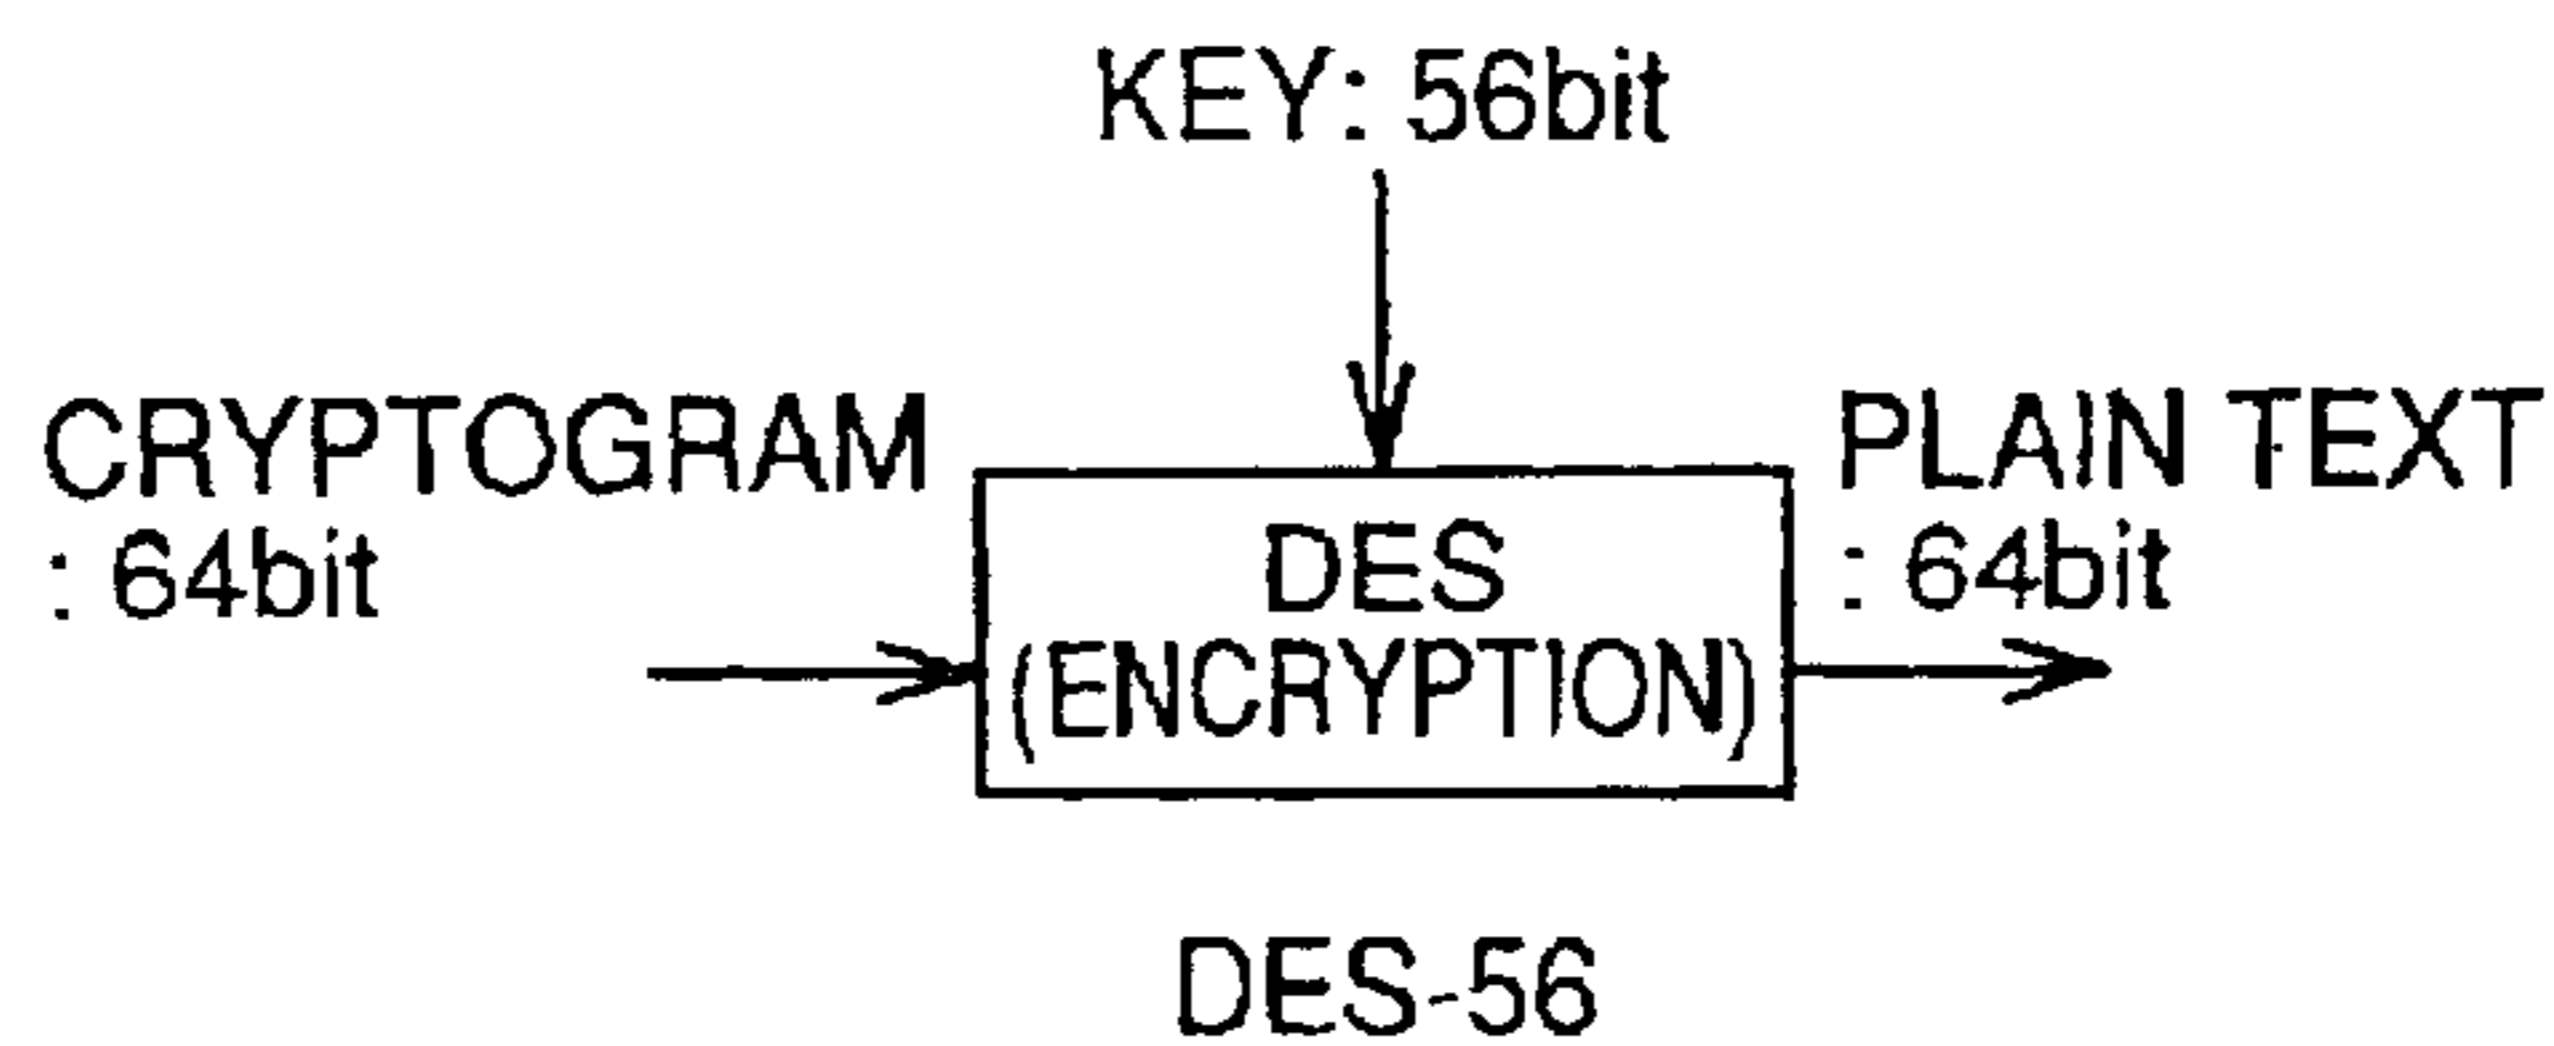 KEY: 56bit
CRYPTOGRAM
: 64bit
DES
(ENCRYPTION)
PLAIN TEXT
: 64bit
DES-56